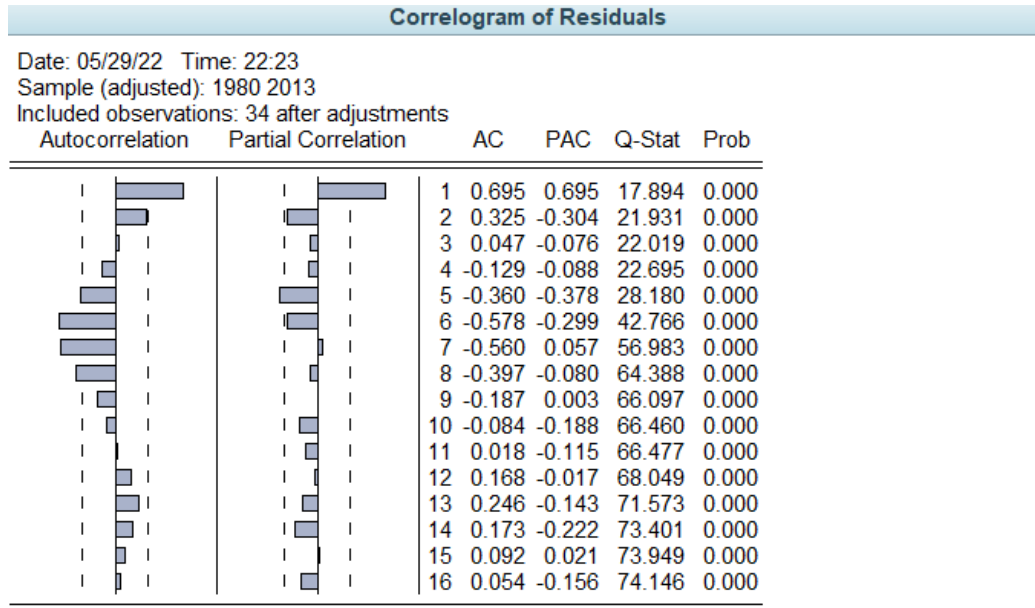 Correlogram of Residuals
Date: 05/29/22 Time: 22:23
Sample (adjusted): 1980 2013
Included observations: 34 after adjustments
Autocorrelation Partial Correlation AC PAC Q-Stat Prob
1 0.695 0.695 17.894 0.000
2 0.325 -0.304 21.931 0.000
3 0.047 -0.076 22.019 0.000
4 -0.129 -0.088 22.695 0.000
5 -0.360 -0.378 28.180 0.000
6 -0.578 -0.299 42.766 0.000
7 -0.560 0.057 56.983 0.000
8 -0.397 -0.080 64.388 0.000
9 -0.187 0.003 66.097 0.000
10 -0.084 -0.188 66.460 0.000
11 0.018 -0.115 66.477 0.000
12 0.168 -0.017 68.049 0.000
13 0.246 -0.143 71.573 0.000
14 0.173 -0.222 73.401 0.000
15 0.092 0.021 73.949 0.000
16 0.054 -0.156 74.146 0.000